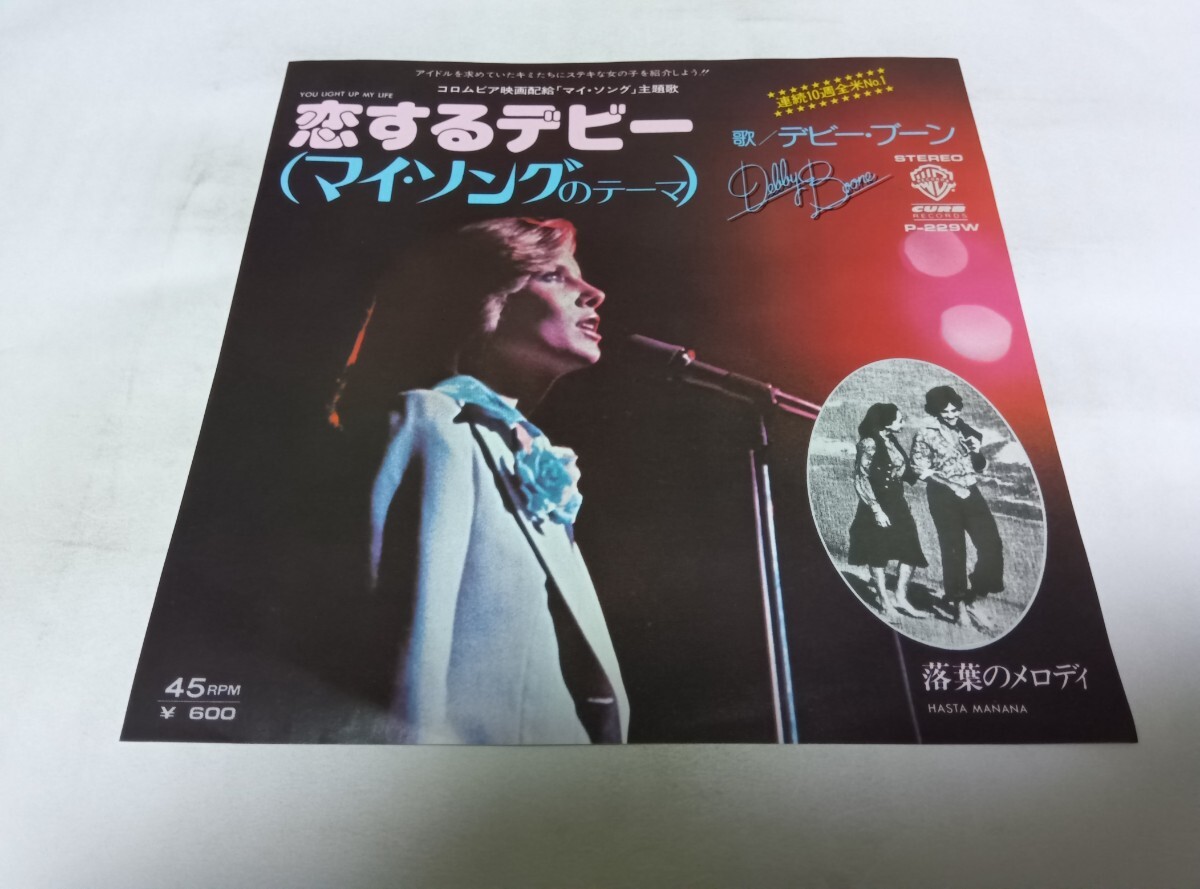 アイドルを求めていたキミたちにステキな女の子を紹介しよう!!
コロムビア映画配給「マイ・ソング」主題歌
YOU LIGHT UP MY LIFE
恋するデビー
(マイ・ソングのテーマ)
連続10週全米No.1
歌/デビー・ブーン
Debby Boone
STEREO
CURB
RECORDS
P-229W
落葉のメロディ
HASTA MANANA
45RPM
¥ 600